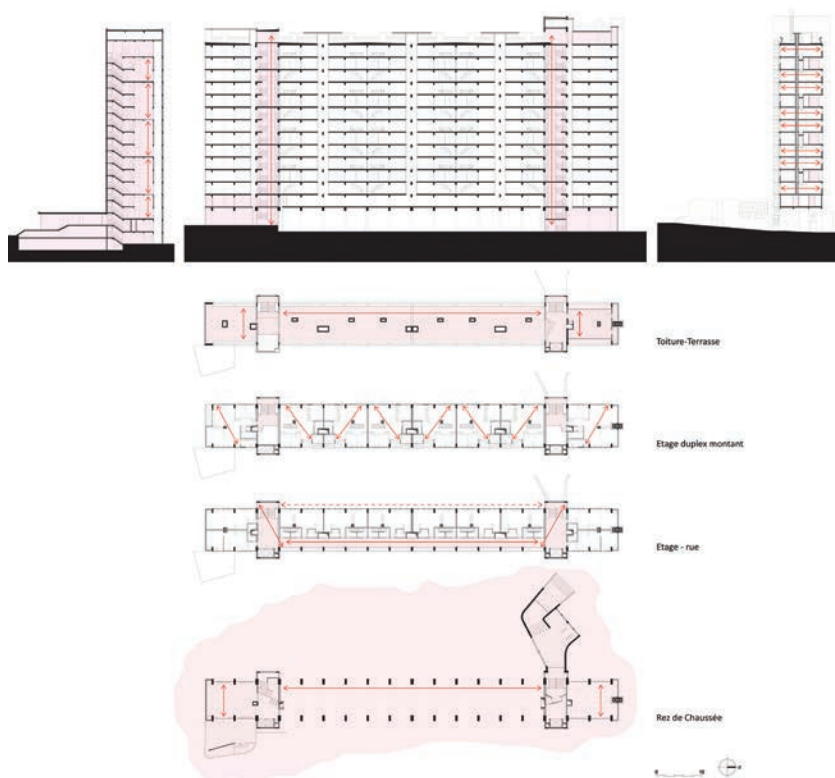 Toiture-Terrasse
Etage duplex montant
Etage - rue
Rez de Chaussée